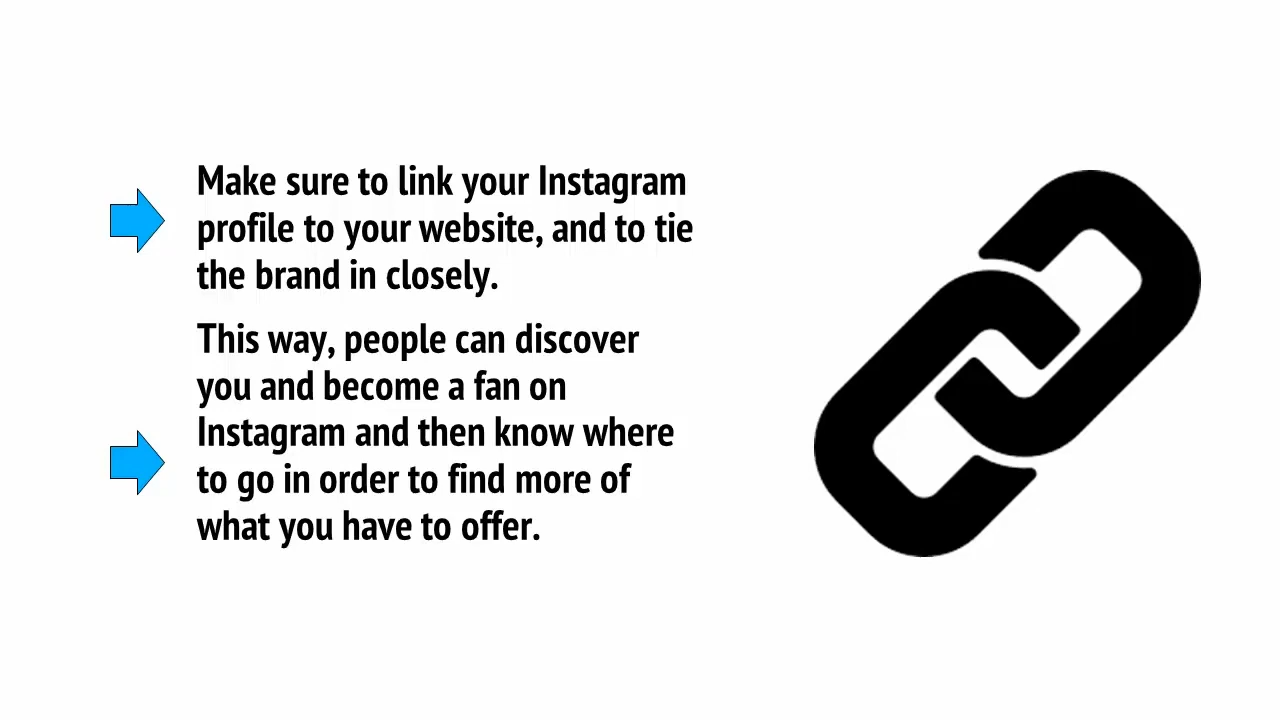 Make sure to link your Instagram
profile to your website, and to tie
the brand in closely.
This way, people can discover
you and become a fan on
Instagram and then know where
to go in order to find more of
what you have to offer.